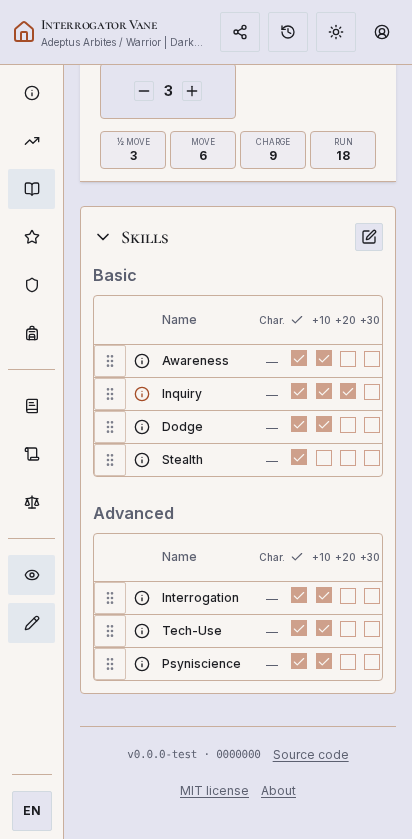 Interrogator Vane
Adeptus Arbites / Warrior | Dark...
3
½ MOVE MOVE CHARGE RUN
3 6 9 18
Skills
Basic
Name Char. +10 +20 +30
Awareness —
Inquiry —
Dodge —
Stealth —
Advanced
Name Char. +10 +20 +30
Interrogation —
Tech-Use —
Psyniscience —
v0.0.0-test · 0000000 Source code
MIT license About
EN